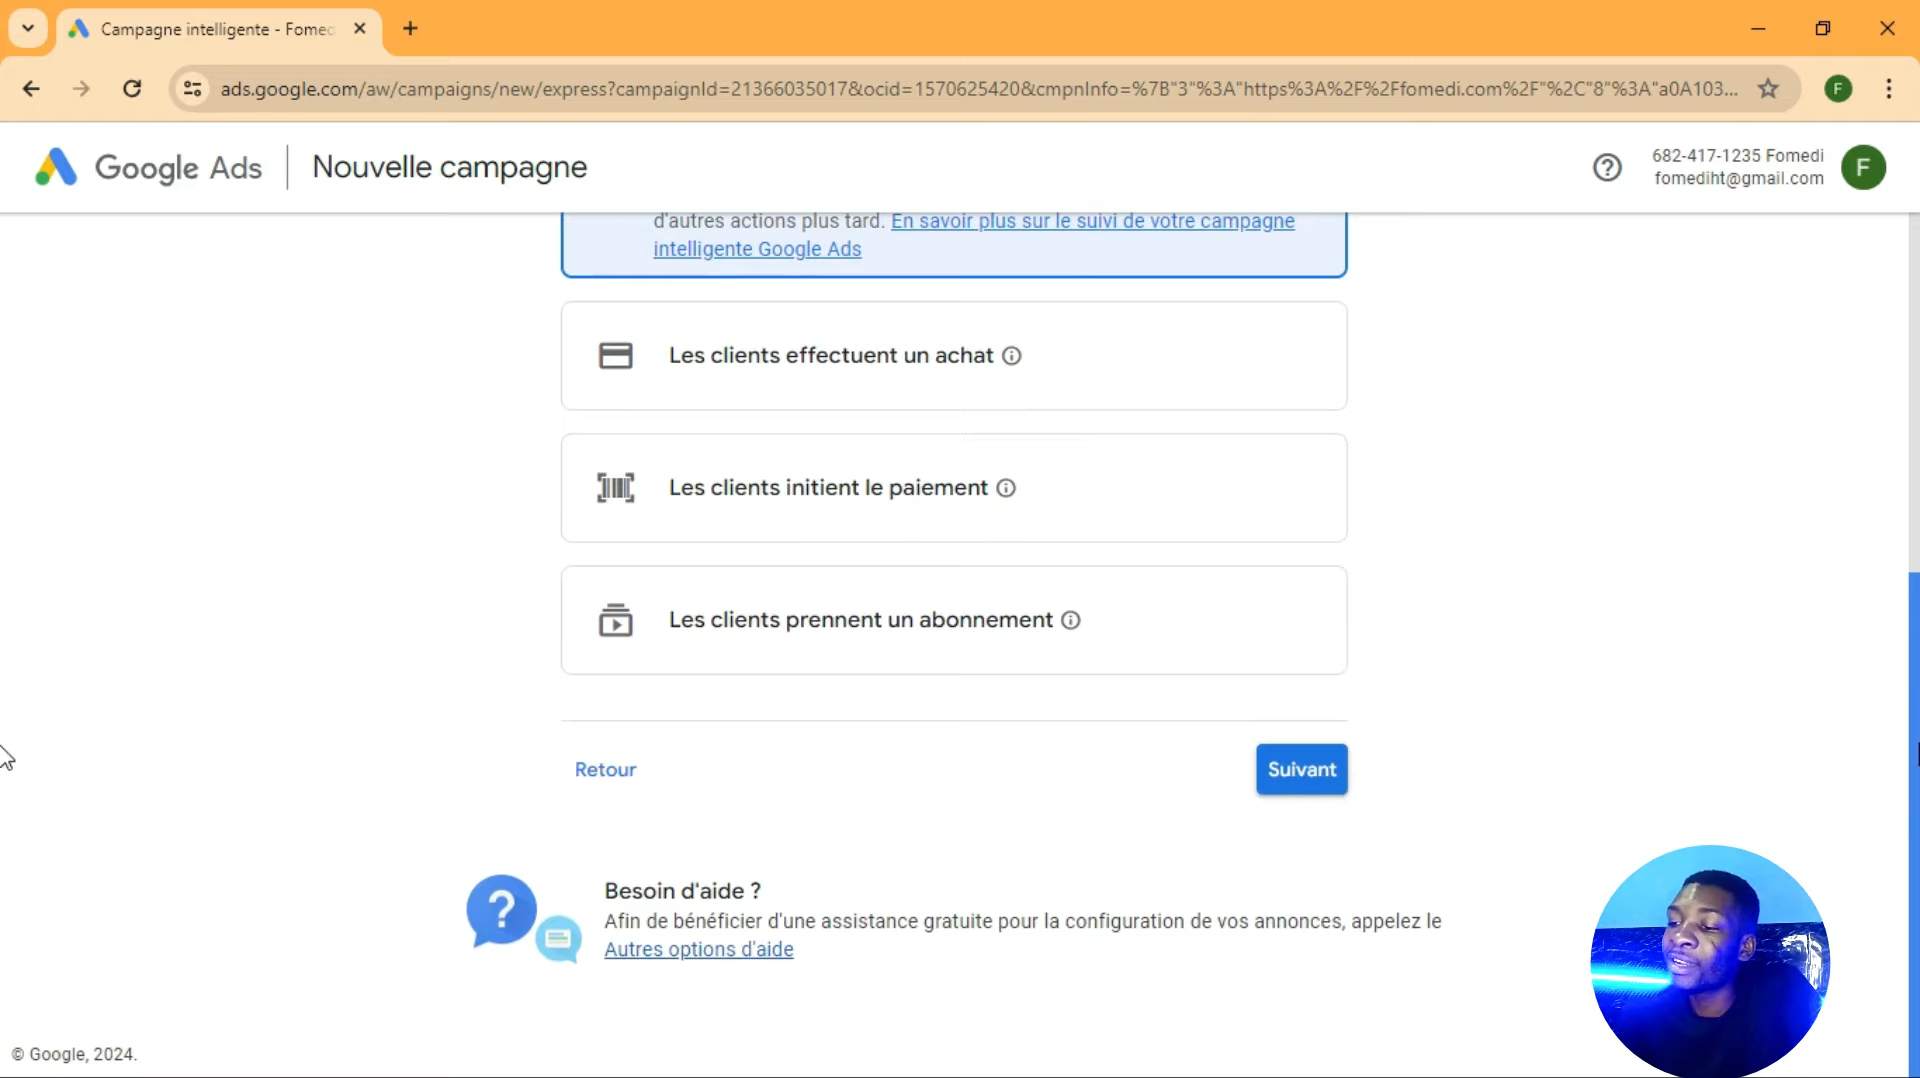 Campagne intelligente - Fomed
ads.google.com/aw/campaigns/new/express?campaignId=21366035017&ocid=1570625420&cmpnInfo=%7B"3"%3A"https%3A%2F%2Ffomedi.com%2F"%2C"8"%3A"a0A103...
F
Google Ads
Nouvelle campagne
682-417-1235 Fomedi
fomediht@gmail.com
F
d'autres actions plus tard. En savoir plus sur le suivi de votre campagne
intelligente Google Ads
Les clients effectuent un achat
Les clients initient le paiement
Les clients prennent un abonnement
Retour
Suivant
Besoin d'aide ?
Afin de bénéficier d'une assistance gratuite pour la configuration de vos annonces, appelez le
Autres options d'aide
© Google, 2024.